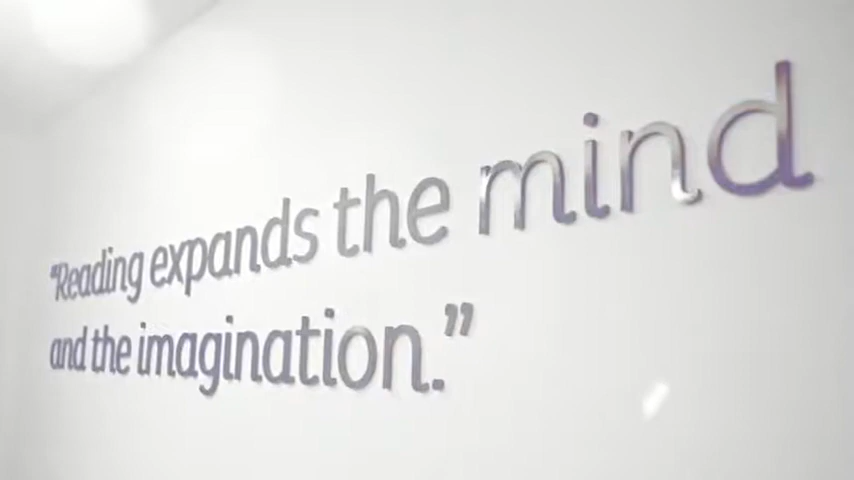 “Reading expands the mind
and the imagination.”